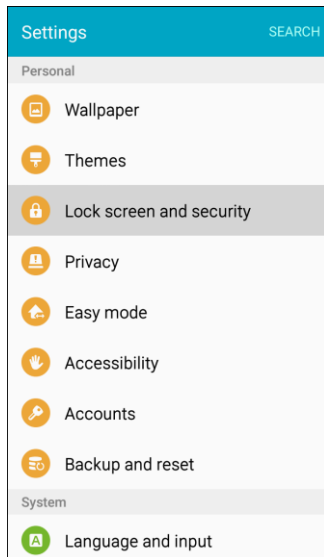 Settings
SEARCH
Personal
Wallpaper
Themes
Lock screen and security
Privacy
Easy mode
Accessibility
Accounts
Backup and reset
System
A
Language and input